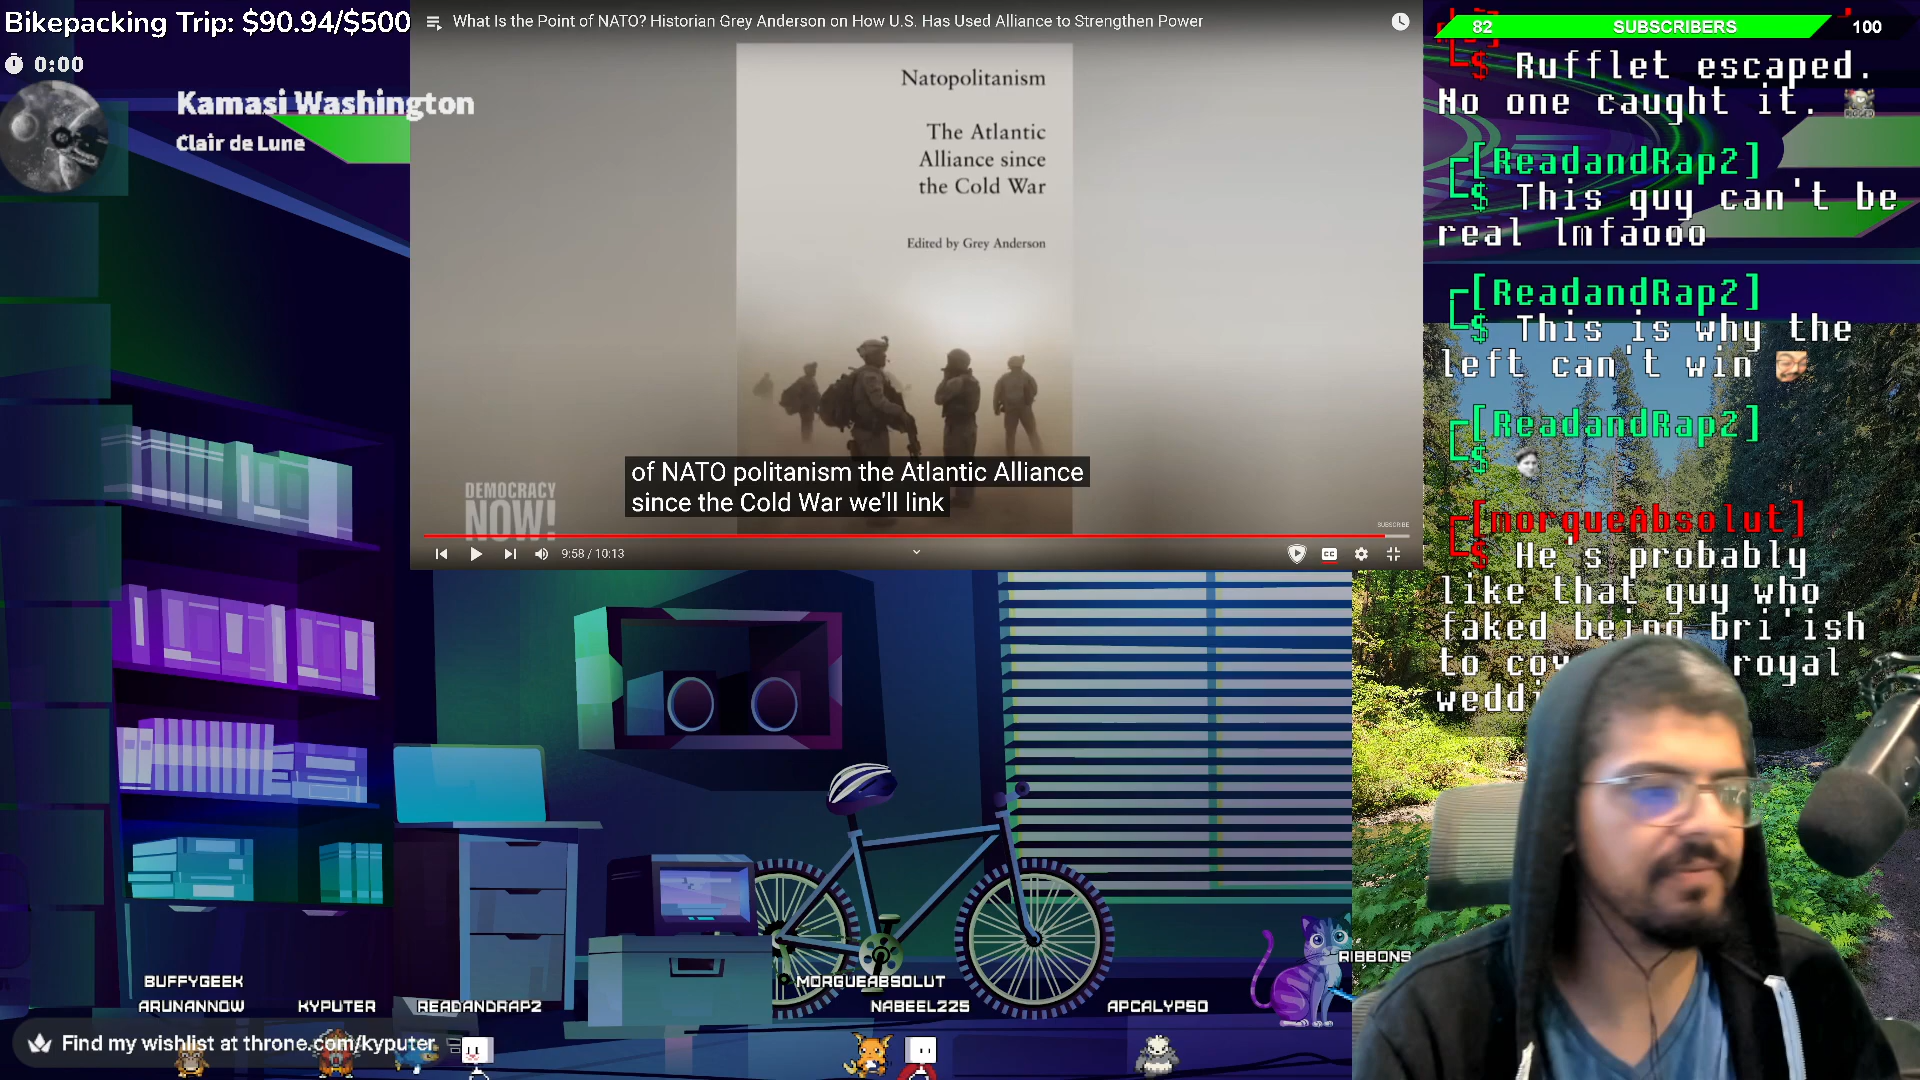 Bikepacking Trip: $90.94/$500
0:00
Kamasi Washington
Clair de Lune
What Is the Point of NATO? Historian Grey Anderson on How U.S. Has Used Alliance to Strengthen Power
Natopolitanism
The Atlantic
Alliance since
the Cold War
Edited by Grey Anderson
of NATO politanism the Atlantic Alliance
since the Cold War we'll link
DEMOCRACY
NOW!
SUBSCRIBE
9:58 / 10:13
CC
82 SUBSCRIBERS 100
$ Rufflet escaped.
No one caught it.
[ReadandRap2]
$ This guy can't be
real lmfaooo
[ReadandRap2]
$ This is why the
left can't win
[ReadandRap2]
$
[morgueAbsolut]
$ He's probably
like that guy who
faked being bri'ish
to royal
BUFFYGEEK
ARUNANNOW
KYPUTER
READANDRAP2
MORGUEABSOLUT
NABEEL225
APCALYPSO
RIBBONS
Find my wishlist at throne.com/kyputer